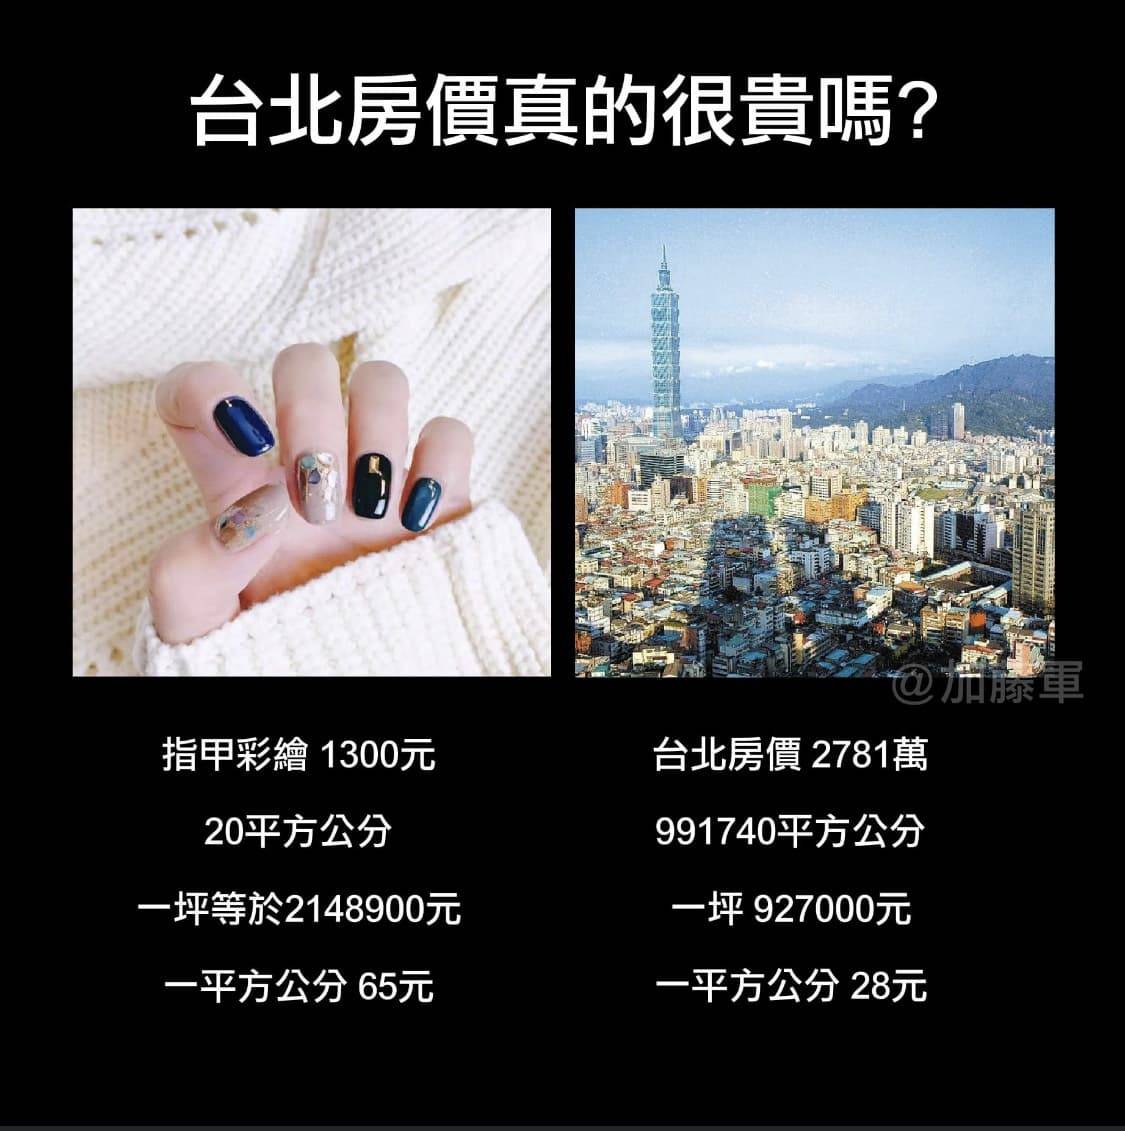 台北房價真的很貴嗎?
@加藤軍
指甲彩繪 1300元
20平方公分
一坪等於2148900元
一平方公分 65元
台北房價 2781萬
991740平方公分
一坪 927000元
一平方公分 28元